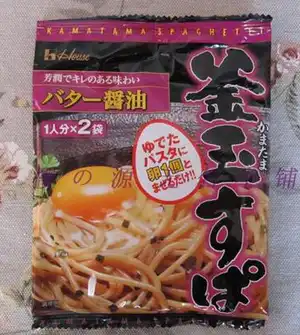 KAMATAMA SPAGHETTI
House
芳潤でキレのある味わい
バター醤油
1人分×2袋
釜玉すぱ
かまたま
ゆでた
パスタに
卵1個と
まぜるだけ!!
の 源 铺